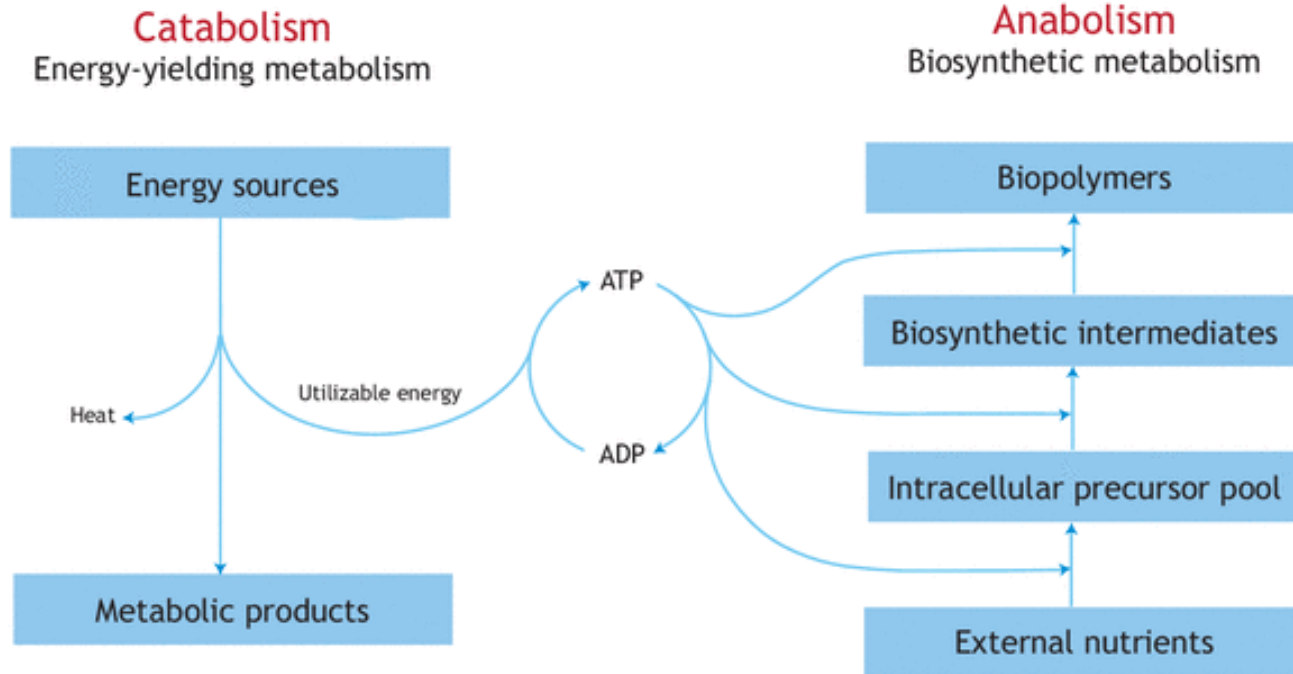 Catabolism
Energy-yielding metabolism
Energy sources
Heat
Utilizable energy
Metabolic products
ATP
ADP
Anabolism
Biosynthetic metabolism
Biopolymers
Biosynthetic intermediates
Intracellular precursor pool
External nutrients